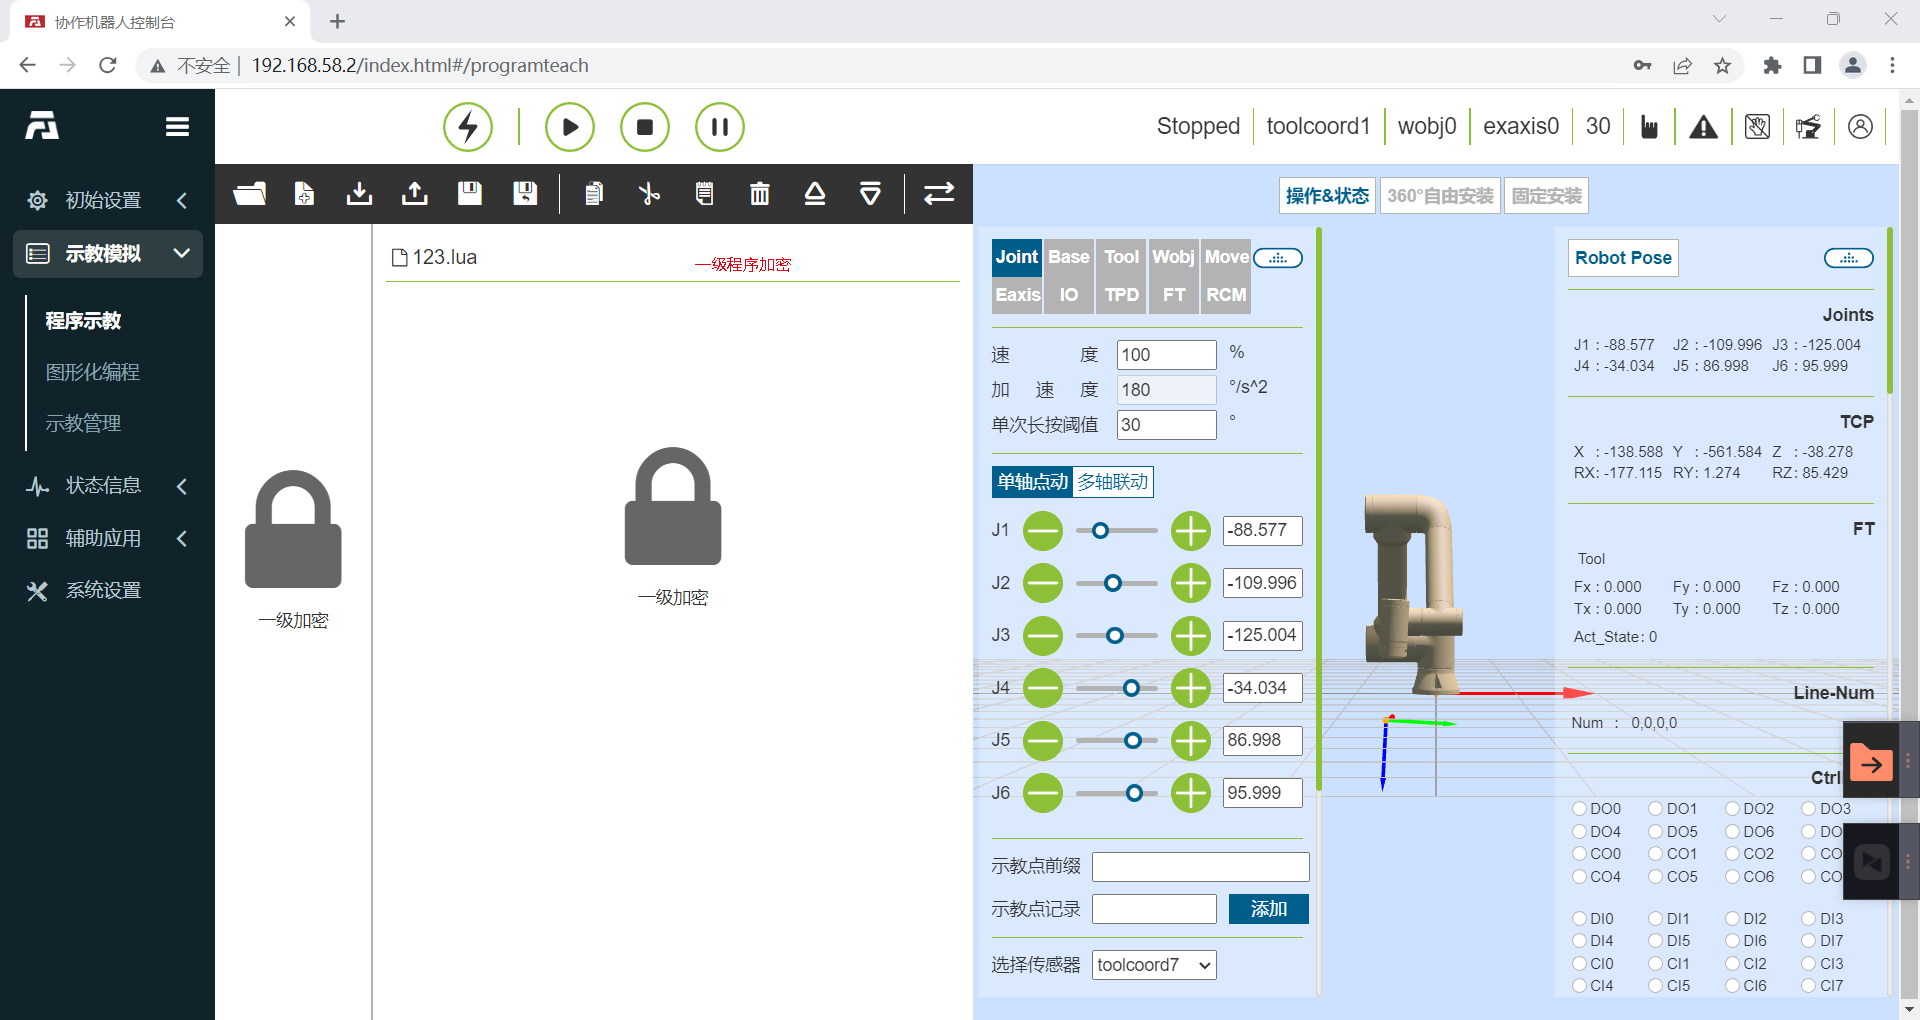 协作机器人控制台
不安全 | 192.168.58.2/index.html#/programteach
Stopped toolcoord1 wobj0 exaxis0 30
初始设置
示教模拟
程序示教
图形化编程
示教管理
状态信息
辅助应用
系统设置
123.lua
一级程序加密
一级加密
一级加密
操作&状态 360°自由安装 固定安装
Joint Base Tool Wobj Move
Eaxis IO TPD FT RCM
速度 100 %
加速度 180 °/s^2
单次长按阈值 30 °
单轴点动 多轴联动
J1 -88.577
J2 -109.996
J3 -125.004
J4 -34.034
J5 86.998
J6 95.999
示教点前缀
示教点记录 添加
选择传感器 toolcoord7
Robot Pose
Joints
J1 : -88.577 J2 : -109.996 J3 : -125.004
J4 : -34.034 J5 : 86.998 J6 : 95.999
TCP
X : -138.588 Y : -561.584 Z : -38.278
RX: -177.115 RY: 1.274 RZ: 85.429
FT
Tool
Fx : 0.000 Fy : 0.000 Fz : 0.000
Tx : 0.000 Ty : 0.000 Tz : 0.000
Act_State: 0
Line-Num
Num : 0,0,0,0
Ctrl
DO0 DO1 DO2 DO3
DO4 DO5 DO6 DO
CO0 CO1 CO2 CO
CO4 CO5 CO6 CO
DI0 DI1 DI2 DI3
DI4 DI5 DI6 DI7
CI0 CI1 CI2 CI3
CI4 CI5 CI6 CI7